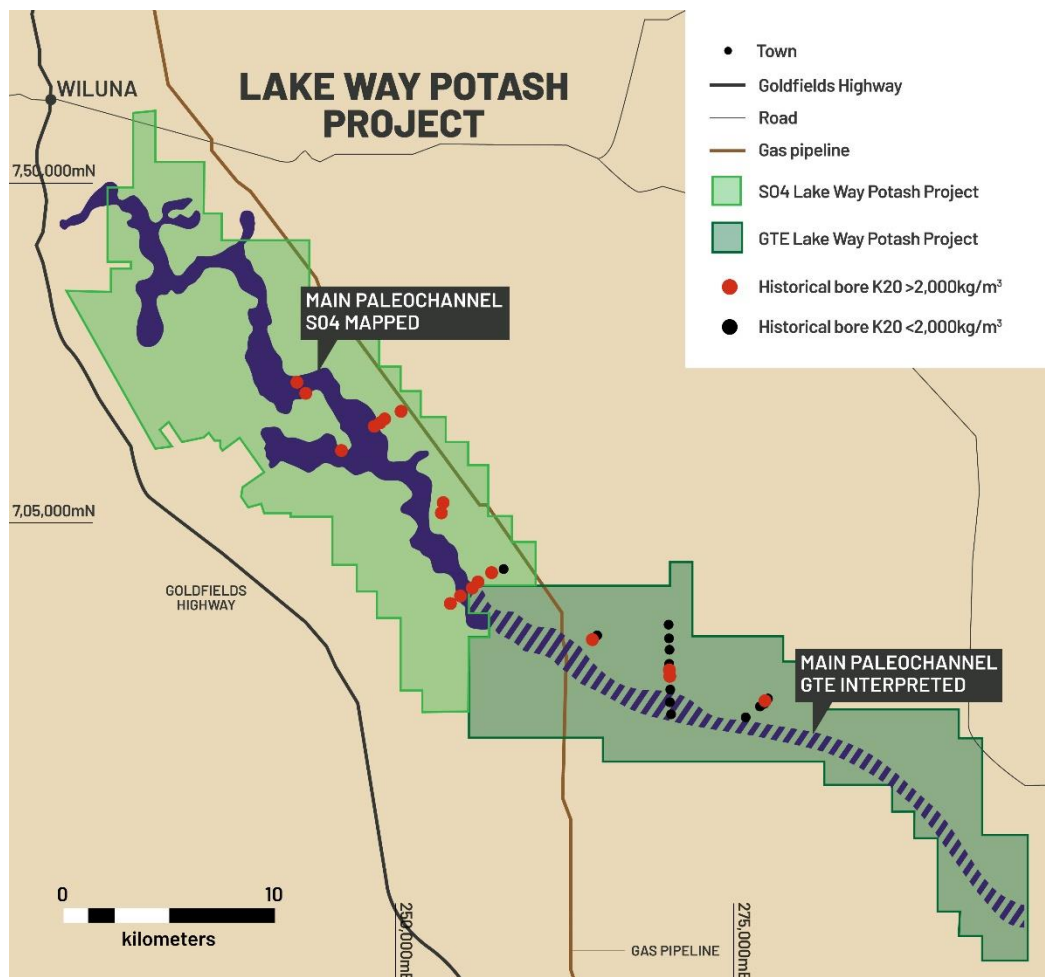 WILUNA
LAKE WAY POTASH
PROJECT
Town
Goldfields Highway
Road
Gas pipeline
SO4 Lake Way Potash Project
GTE Lake Way Potash Project
Historical bore K20 >2,000kg/m³
Historical bore K20 <2,000kg/m³
7,50,000mN
MAIN PALEOCHANNEL
SO4 MAPPED
7,05,000mN
GOLDFIELDS
HIGHWAY
MAIN PALEOCHANNEL
GTE INTERPRETED
0 10
kilometers
250,000mE
275,000mE
GAS PIPELINE